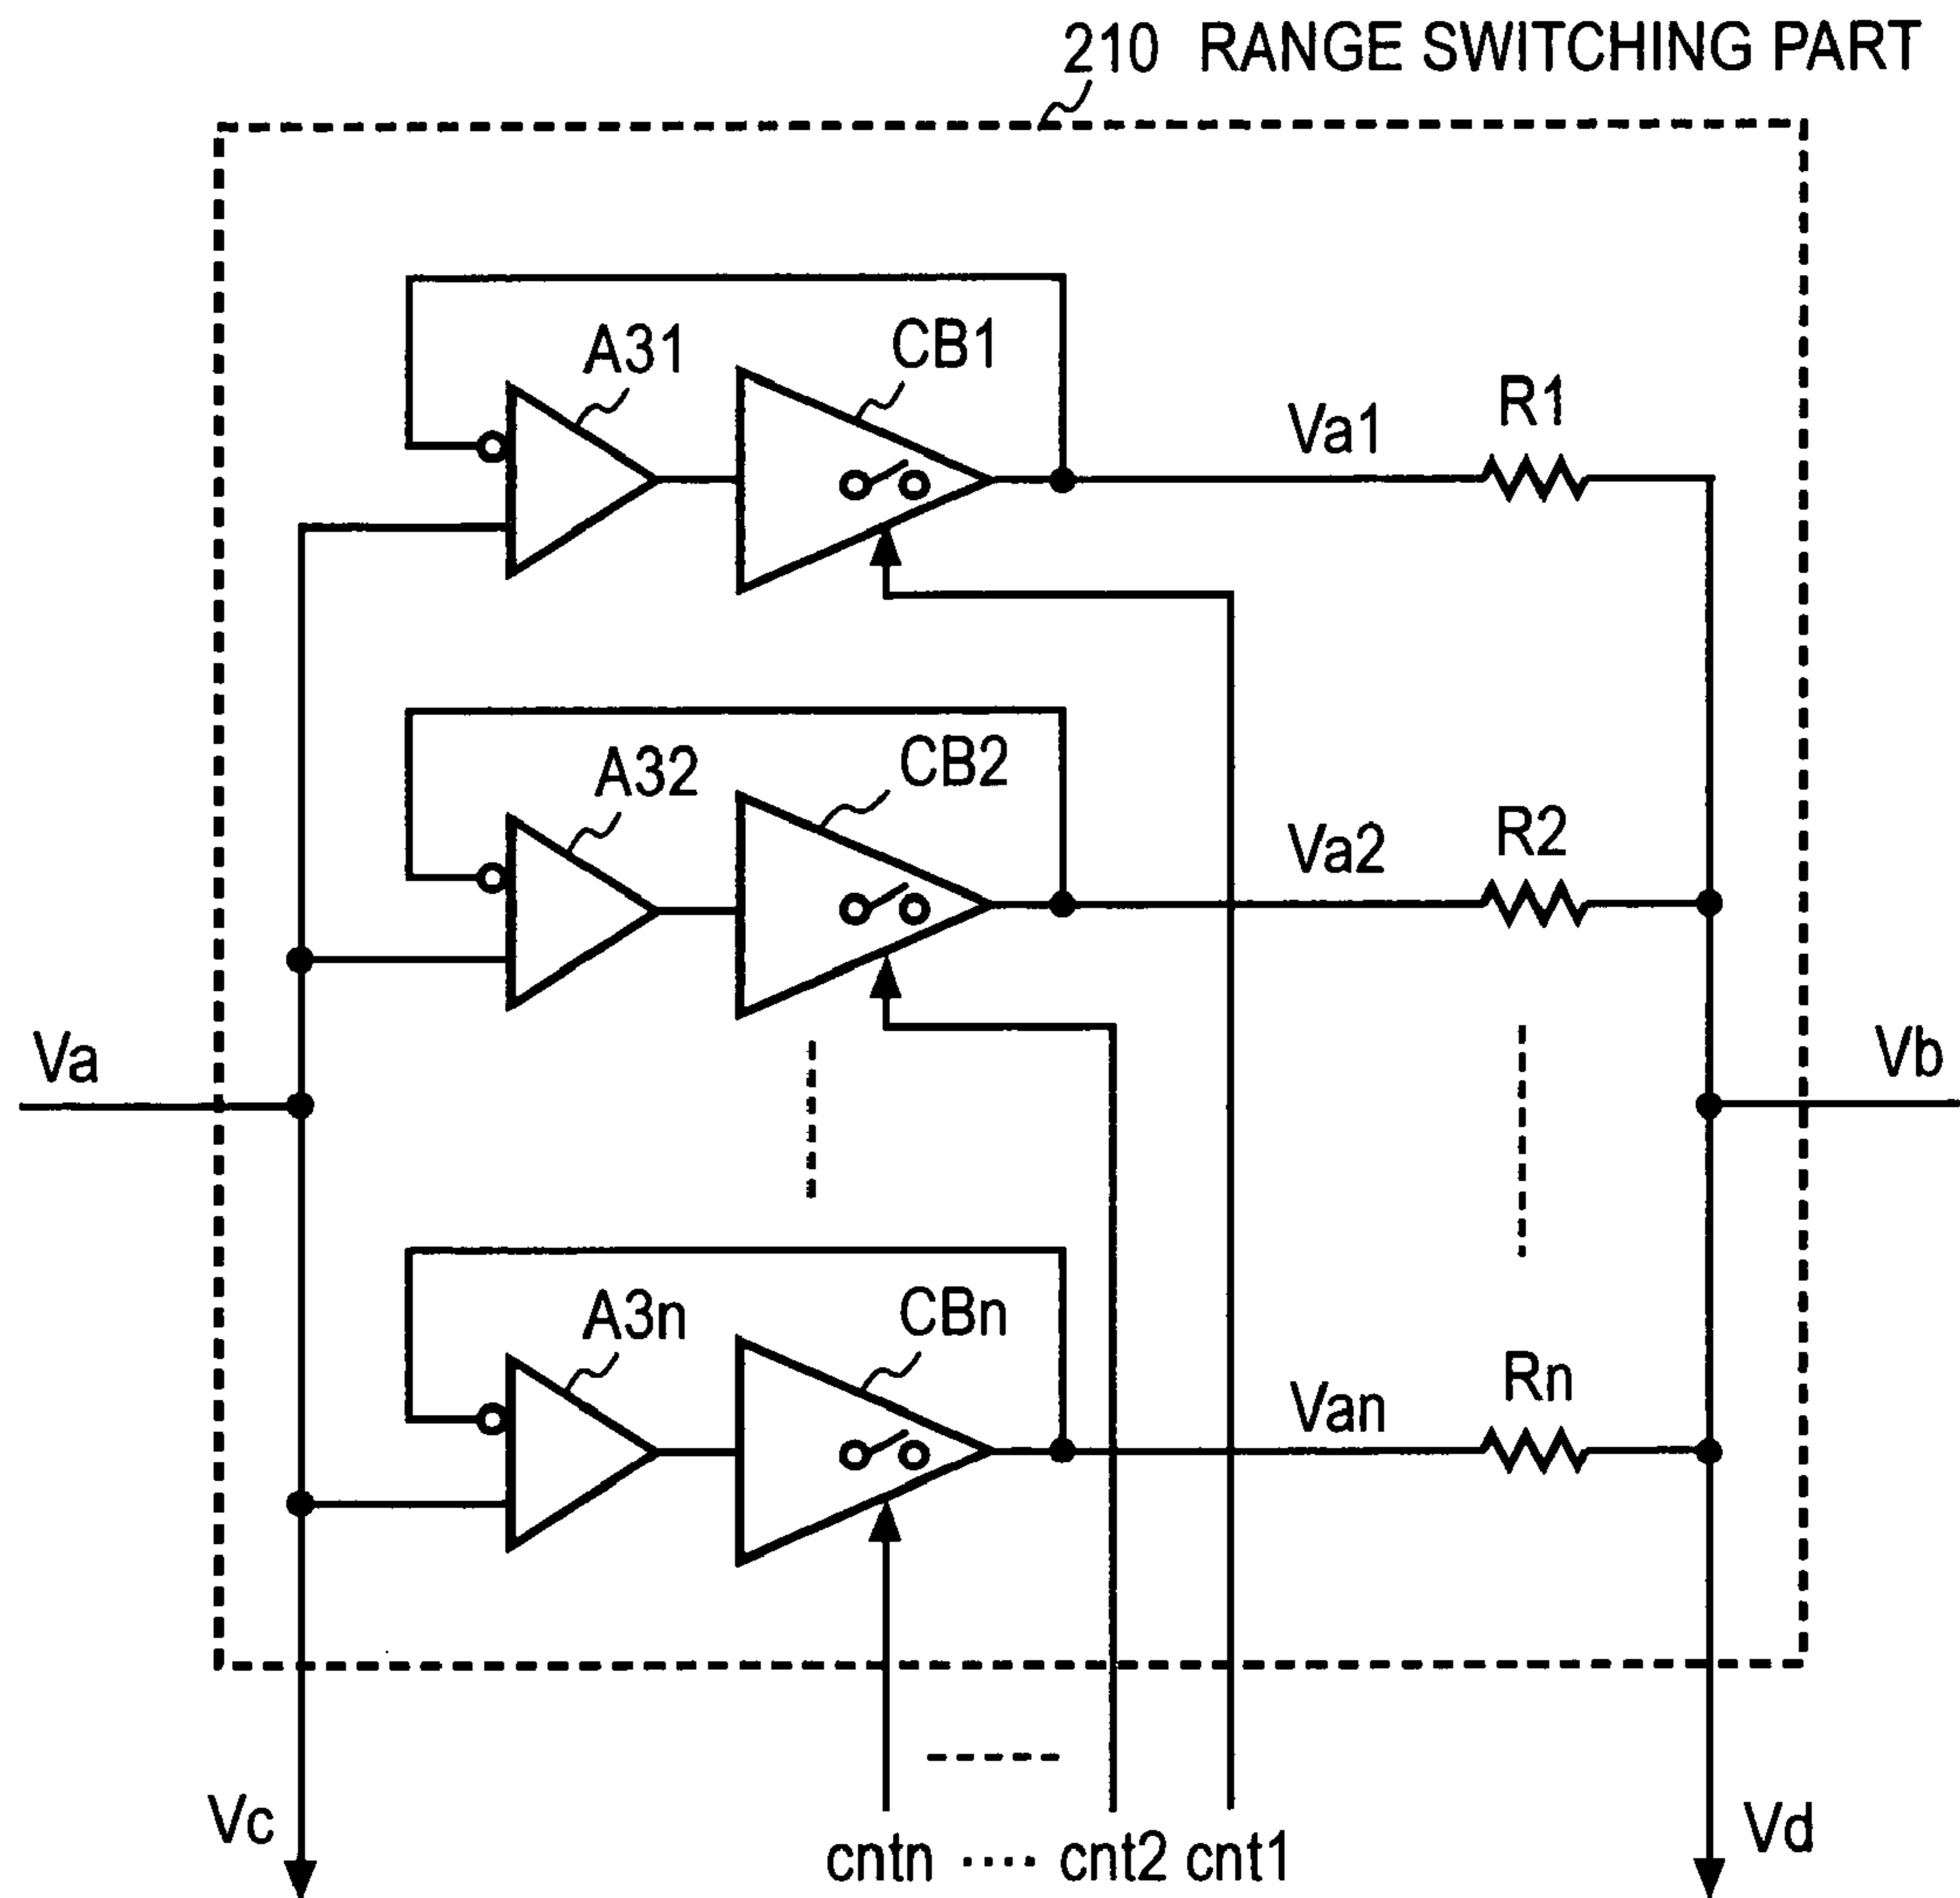 210 RANGE SWITCHING PART
A31
CB1
Va1
R1
A32
CB2
Va2
R2
Va
Vb
A3n
CBn
Van
Rn
Vc
cntn ···· cnt2 cnt1
Vd